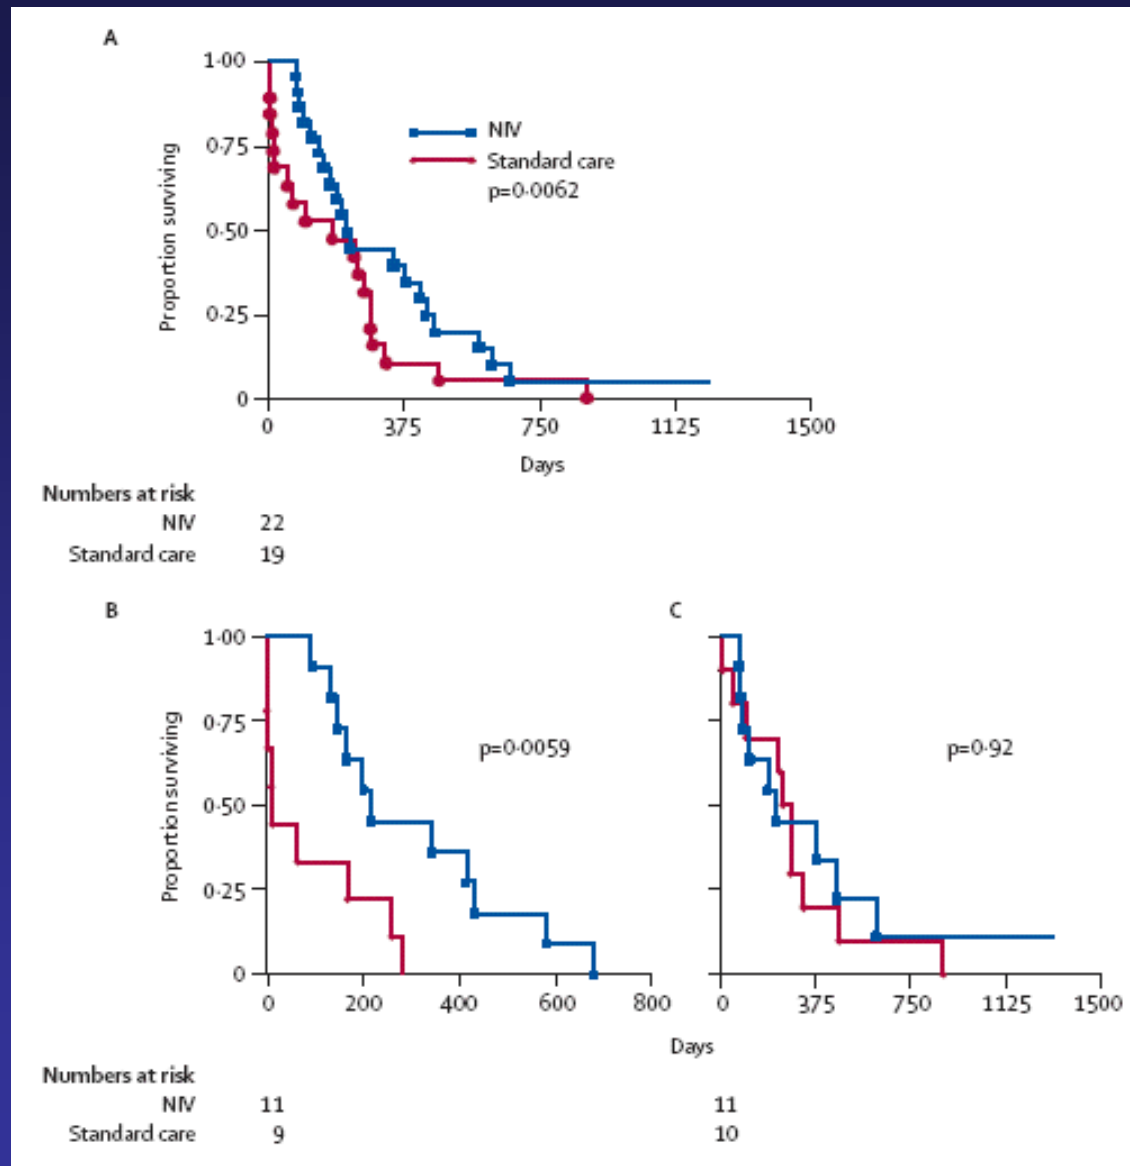 A
1·00
0·75
0·50
0·25
0
Proportion surviving
NIV
Standard care
p=0·0062
0 375 750 1125 1500
Days
Numbers at risk
NIV 22
Standard care 19
B
1·00
0·75
0·50
0·25
0
Proportion surviving
p=0·0059
0 200 400 600 800
C
p=0·92
0 375 750 1125 1500
Days
Numbers at risk
NIV 11 11
Standard care 9 10